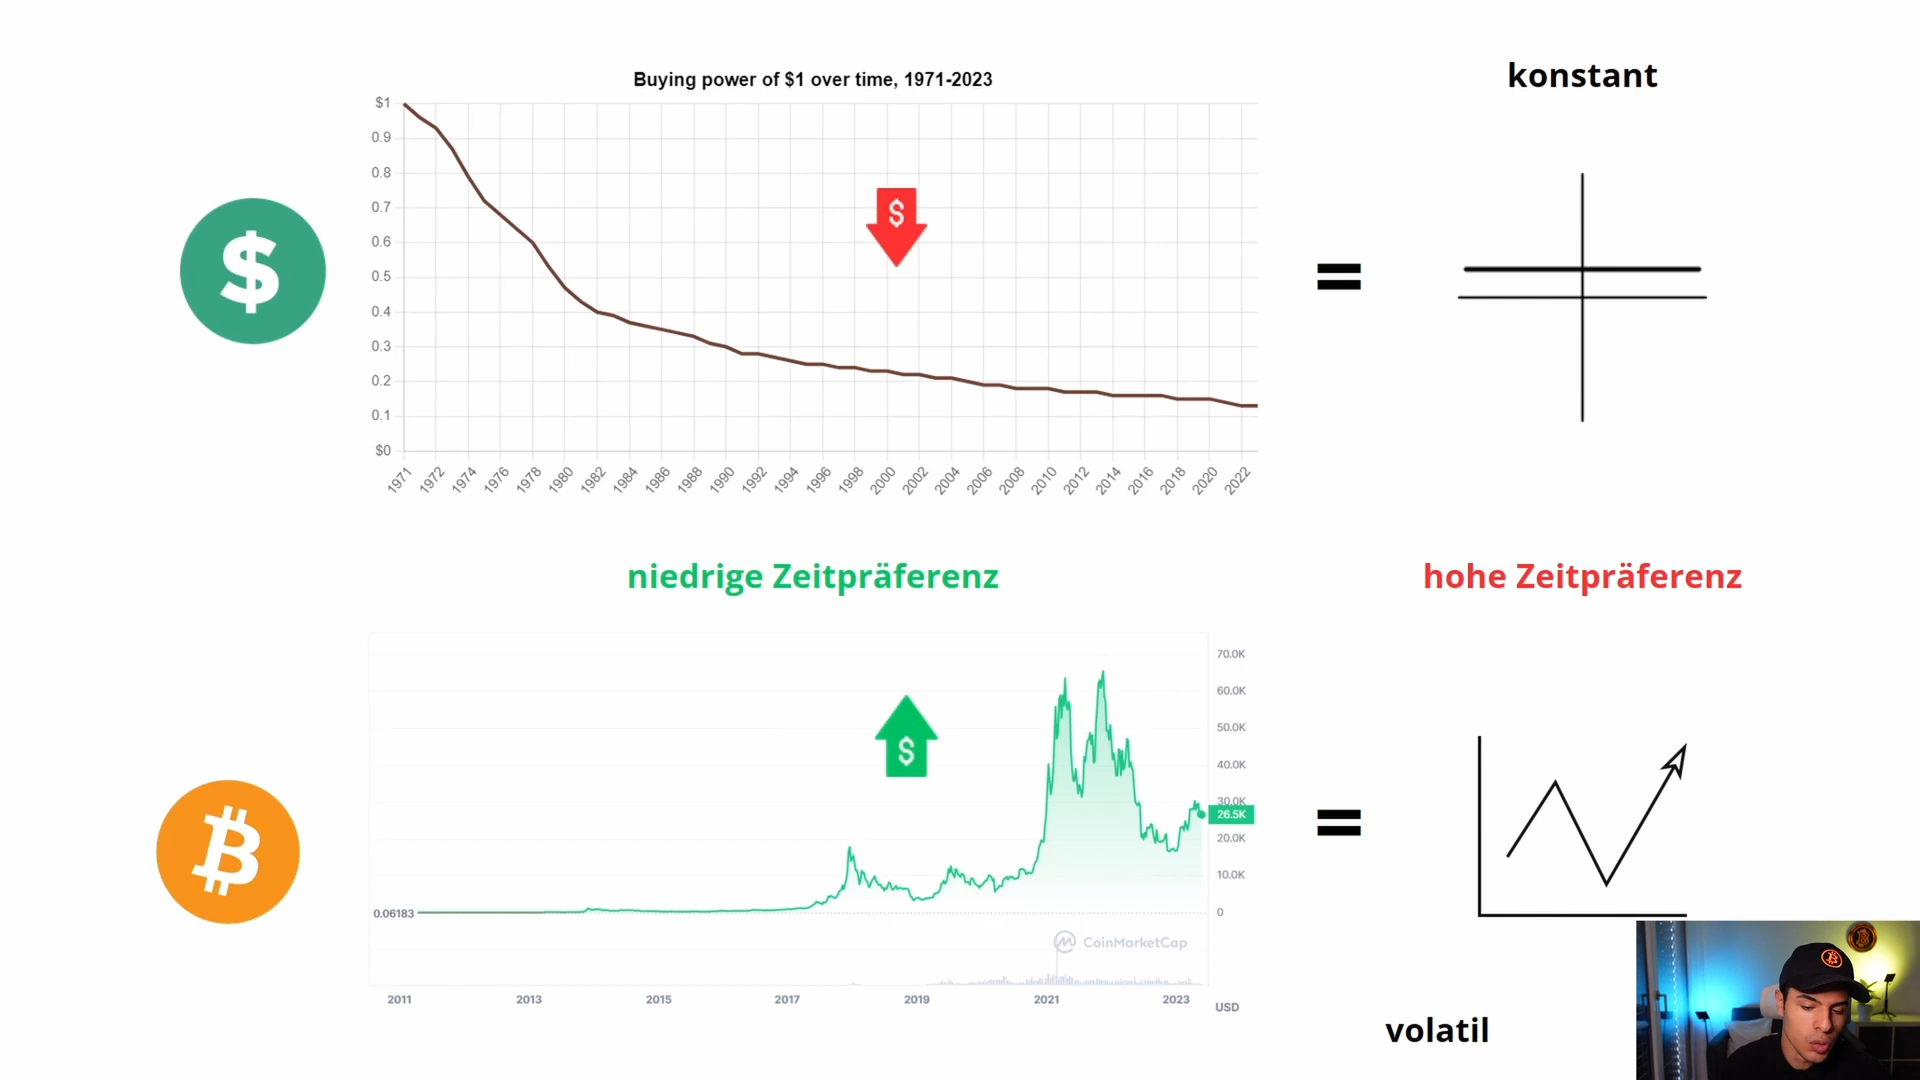 Buying power of $1 over time, 1971-2023
konstant
$1
0.9
0.8
0.7
0.6
0.5
0.4
0.3
0.2
0.1
$0
$
$
=
1971 1972 1974 1976 1978 1980 1982 1984 1986 1988 1990 1992 1994 1996 1998 2000 2002 2004 2006 2008 2010 2012 2014 2016 2018 2020 2022
niedrige Zeitpräferenz
hohe Zeitpräferenz
70.0K
60.0K
50.0K
40.0K
30.0K
26.5K
20.0K
10.0K
0
$
₿
=
0.06183
CoinMarketCap
2011 2013 2015 2017 2019 2021 2023
USD
volatil